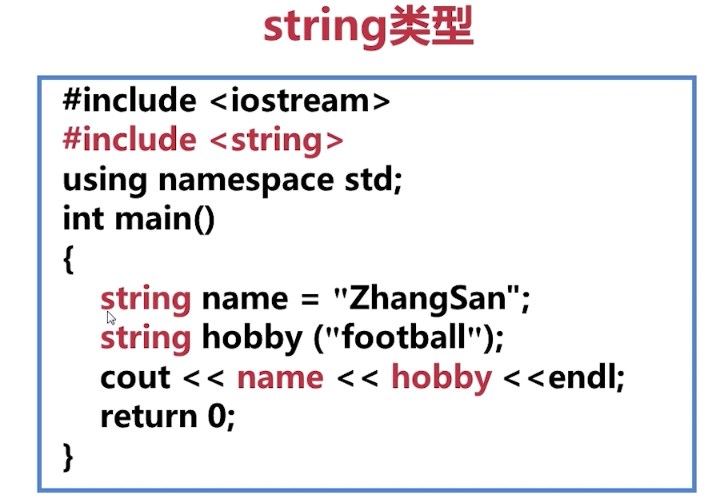 string类型
#include <iostream>
#include <string>
using namespace std;
int main()
{
string name = "ZhangSan";
string hobby ("football");
cout << name << hobby <<endl;
return 0;
}